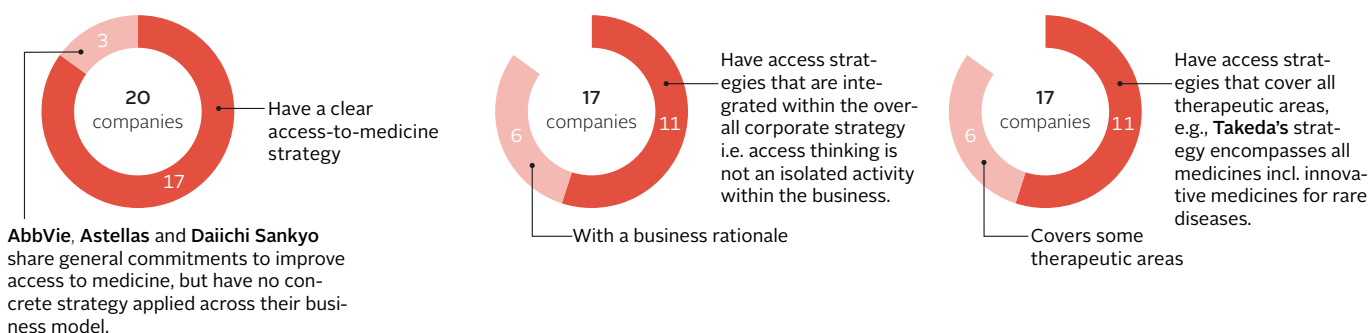 3
20
companies
17
Have a clear
access-to-medicine
strategy
AbbVie, Astellas and Daiichi Sankyo
share general commitments to improve
access to medicine, but have no con-
crete strategy applied across their busi-
ness model.
17
companies
6
11
Have access strat-
egies that are inte-
grated within the over-
all corporate strategy
i.e. access thinking is
not an isolated activity
within the business.
With a business rationale
17
companies
6
11
Have access strat-
egies that cover all
therapeutic areas,
e.g., Takeda’s strat-
egy encompasses all
medicines incl. innova-
tive medicines for rare
diseases.
Covers some
therapeutic areas